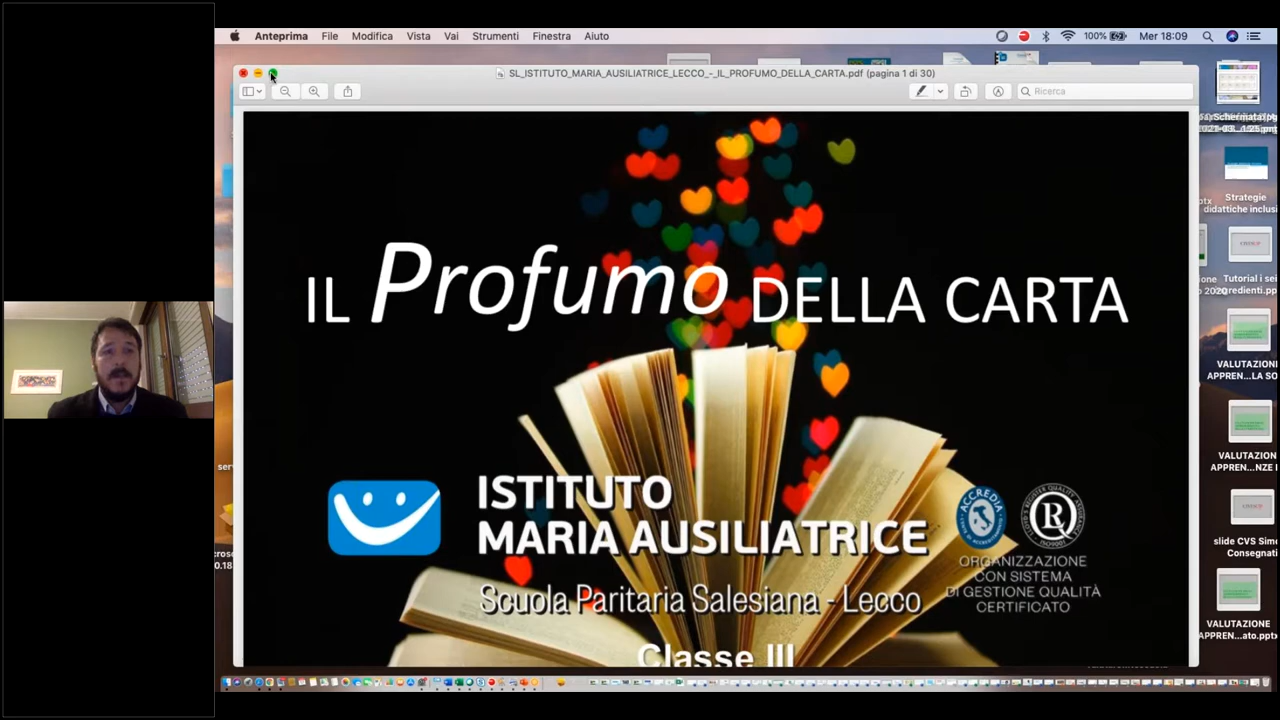 Anteprima File Modifica Vista Vai Strumenti Finestra Aiuto
100% Mer 18:09
SL_ISTITUTO_MARIA_AUSILIATRICE_LECCO_-_IL_PROFUMO_DELLA_CARTA.pdf (pagina 1 di 30)
Ricerca
IL Profumo DELLA CARTA
ISTITUTO
MARIA AUSILIATRICE
Scuola Paritaria Salesiana - Lecco
Classe III
ACCREDIA
ORGANIZZAZIONE
CON SISTEMA
DI GESTIONE QUALITÀ
CERTIFICATO
Strategie
didattiche inclusi
Tutorial i sei
VALUTAZIONE
APPREN...LA SO
VALUTAZION
APPREN...NZE
slide CVS Simo
Consegnati
VALUTAZIONE
APPREN...ato.pptx